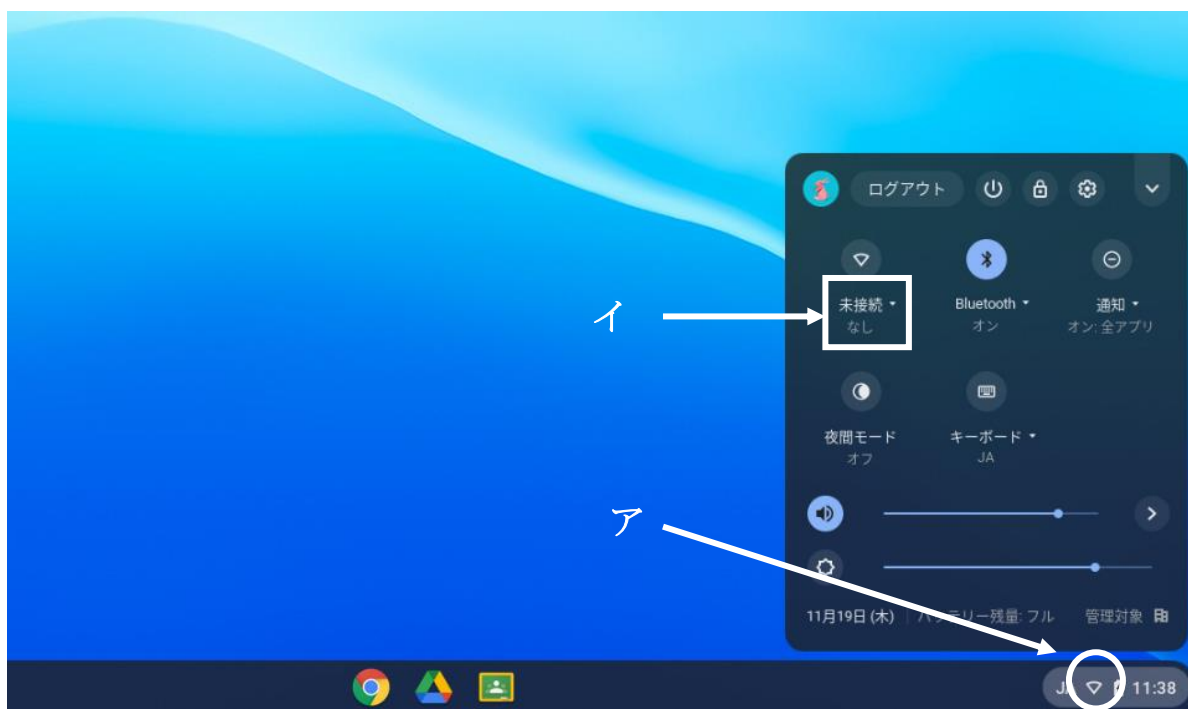 ログアウト
イ
未接続
なし
Bluetooth
オン
通知
オン: 全アプリ
夜間モード
オフ
キーボード
JA
ア
11月19日 (木)
バッテリー残量: フル
管理対象
11:38